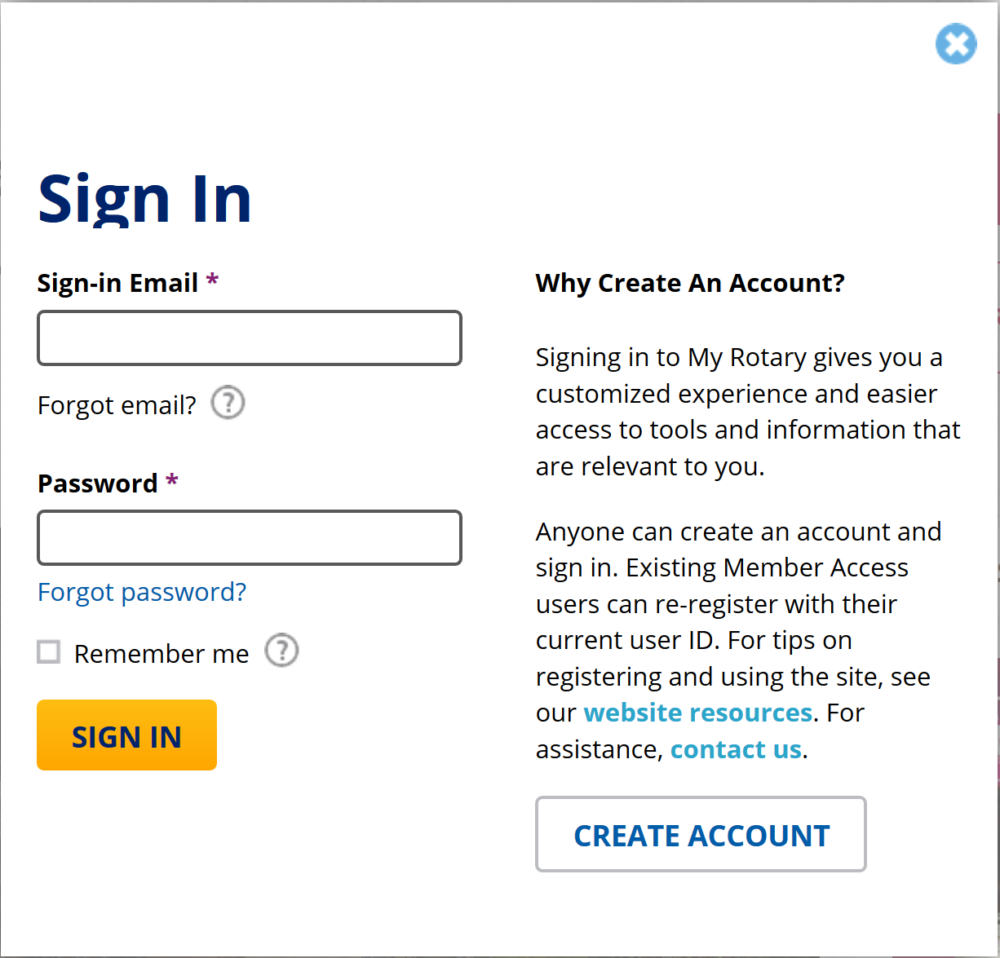 Sign In
Sign-in Email *
Forgot email? ?
Password *
Forgot password?
Remember me ?
SIGN IN
Why Create An Account?
Signing in to My Rotary gives you a
customized experience and easier
access to tools and information that
are relevant to you.
Anyone can create an account and
sign in. Existing Member Access
users can re-register with their
current user ID. For tips on
registering and using the site, see
our website resources. For
assistance, contact us.
CREATE ACCOUNT